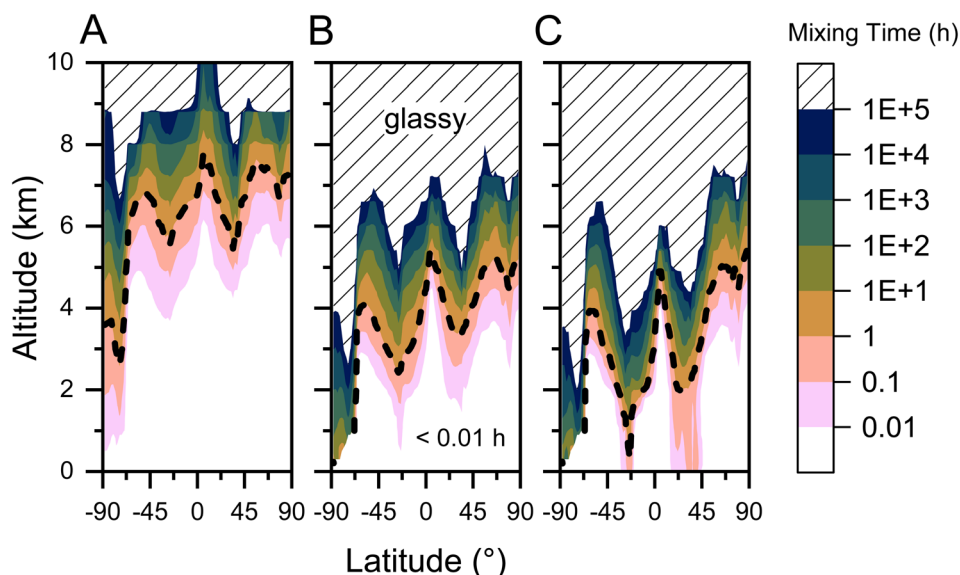 A
B
C
Mixing Time (h)
10
8
6
4
2
0
Altitude (km)
glassy
< 0.01 h
1E+5
1E+4
1E+3
1E+2
1E+1
1
0.1
0.01
-90 -45 0 45 90
-90 -45 0 45 90
-90 -45 0 45 90
Latitude (°)